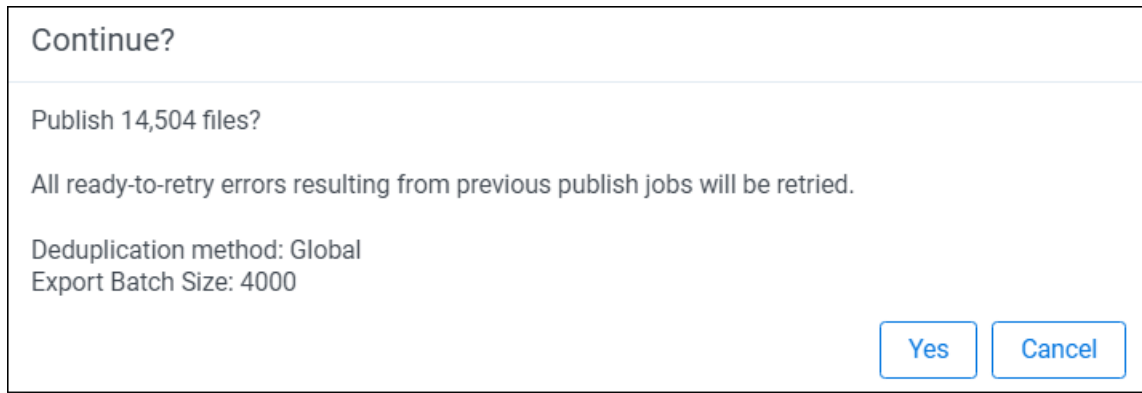 Continue?
Publish 14,504 files?
All ready-to-retry errors resulting from previous publish jobs will be retried.
Deduplication method: Global
Export Batch Size: 4000
Yes
Cancel